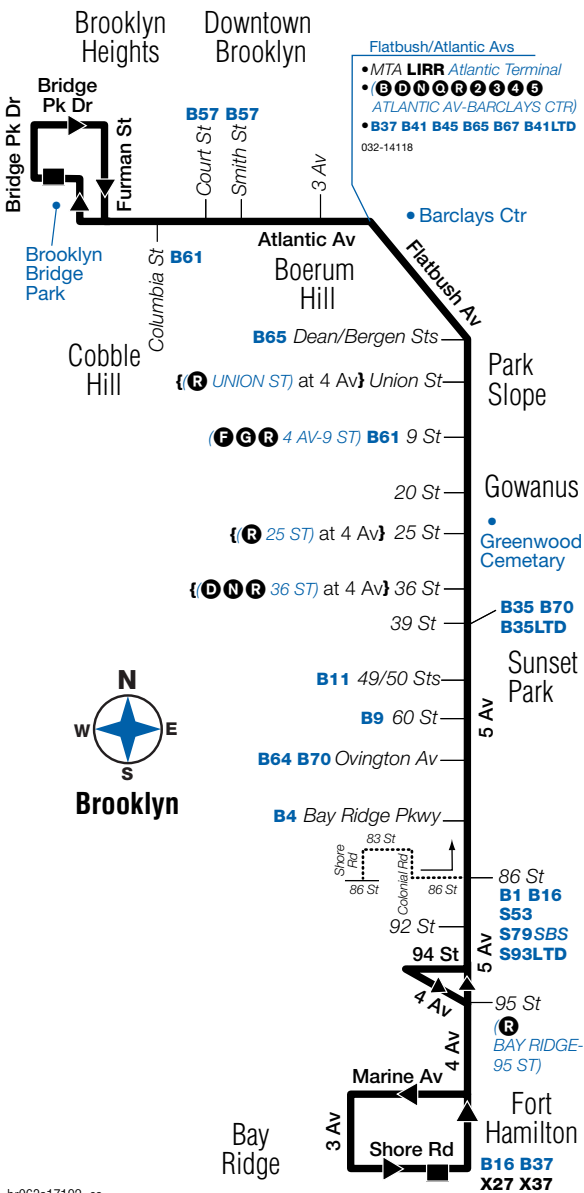 Brooklyn
Heights
Downtown
Brooklyn
Flatbush/Atlantic Avs
• MTA LIRR Atlantic Terminal
• (B D N Q R 2 3 4 5
ATLANTIC AV-BARCLAYS CTR)
• B37 B41 B45 B65 B67 B41LTD
032-14118
Bridge
Pk Dr
Bridge Pk Dr
Furman St
B57 B57
Court St
Smith St
3 Av
• Barclays Ctr
Brooklyn
Bridge
Park
Columbia St
B61
Atlantic Av
Flatbush Av
Boerum
Hill
Cobble
Hill
B65 Dean/Bergen Sts
Park
Slope
{(R UNION ST) at 4 Av} Union St
(F G R 4 AV-9 ST) B61 9 St
20 St
Gowanus
{(R 25 ST) at 4 Av} 25 St
Greenwood
Cemetary
{(D N R 36 ST) at 4 Av} 36 St
39 St
B35 B70
B35LTD
Sunset
Park
B11 49/50 Sts
5 Av
B9 60 St
N
W
E
S
Brooklyn
B64 B70 Ovington Av
B4 Bay Ridge Pkwy
83 St
Shore
Rd
Colonial Rd
86 St
86 St
86 St
B1 B16
S53
S79SBS
S93LTD
92 St
5 Av
94 St
4 Av
95 St
(R
BAY RIDGE-
95 ST)
4 Av
Marine Av
3 Av
Shore Rd
Bay
Ridge
Fort
Hamilton
B16 B37
X27 X37